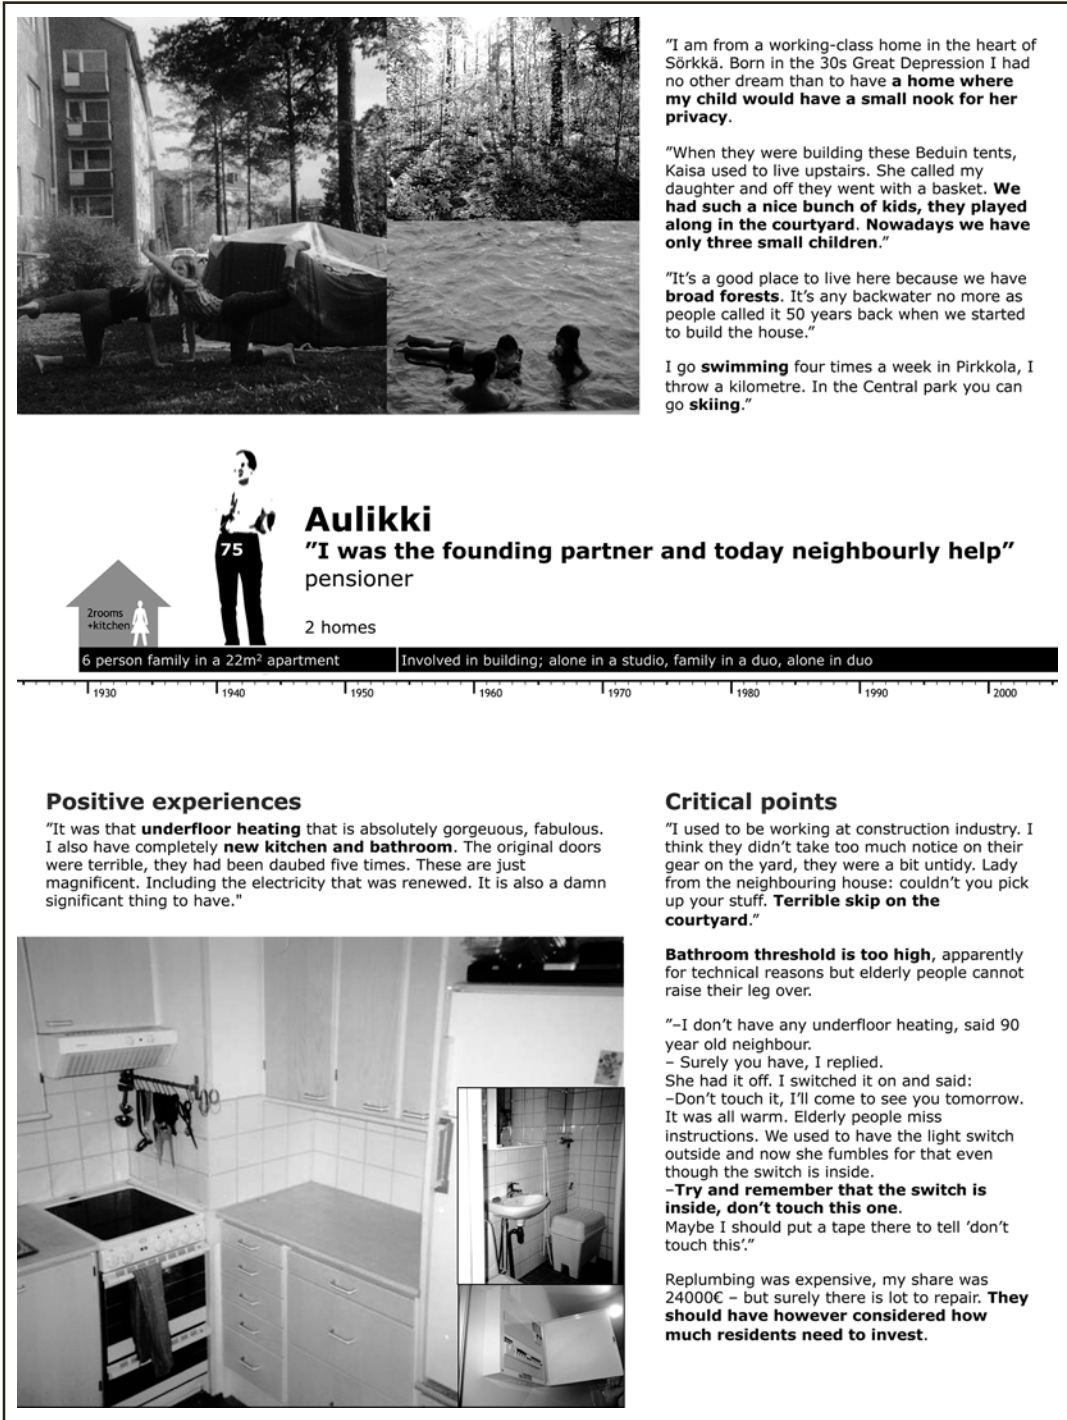 "I am from a working-class home in the heart of
Sörkkä. Born in the 30s Great Depression I had
no other dream than to have a home where
my child would have a small nook for her
privacy.
"When they were building these Beduin tents,
Kaisa used to live upstairs. She called my
daughter and off they went with a basket. We
had such a nice bunch of kids, they played
along in the courtyard. Nowadays we have
only three small children."
"It's a good place to live here because we have
broad forests. It's any backwater no more as
people called it 50 years back when we started
to build the house."
I go swimming four times a week in Pirkkola, I
throw a kilometre. In the Central park you can
go skiing."
75
Aulikki
"I was the founding partner and today neighbourly help"
pensioner
2 homes
2rooms
+kitchen
6 person family in a 22m² apartment
Involved in building; alone in a studio, family in a duo, alone in duo
1930 1940 1950 1960 1970 1980 1990 2000
Positive experiences
"It was that underfloor heating that is absolutely gorgeuous, fabulous.
I also have completely new kitchen and bathroom. The original doors
were terrible, they had been daubed five times. These are just
magnificent. Including the electricity that was renewed. It is also a damn
significant thing to have."
Critical points
"I used to be working at construction industry. I
think they didn't take too much notice on their
gear on the yard, they were a bit untidy. Lady
from the neighbouring house: couldn't you pick
up your stuff. Terrible skip on the
courtyard."
Bathroom threshold is too high, apparently
for technical reasons but elderly people cannot
raise their leg over.
"–I don't have any underfloor heating, said 90
year old neighbour.
– Surely you have, I replied.
She had it off. I switched it on and said:
–Don't touch it, I'll come to see you tomorrow.
It was all warm. Elderly people miss
instructions. We used to have the light switch
outside and now she fumbles for that even
though the switch is inside.
–Try and remember that the switch is
inside, don't touch this one.
Maybe I should put a tape there to tell 'don't
touch this'."
Replumbing was expensive, my share was
24000€ – but surely there is lot to repair. They
should have however considered how
much residents need to invest.